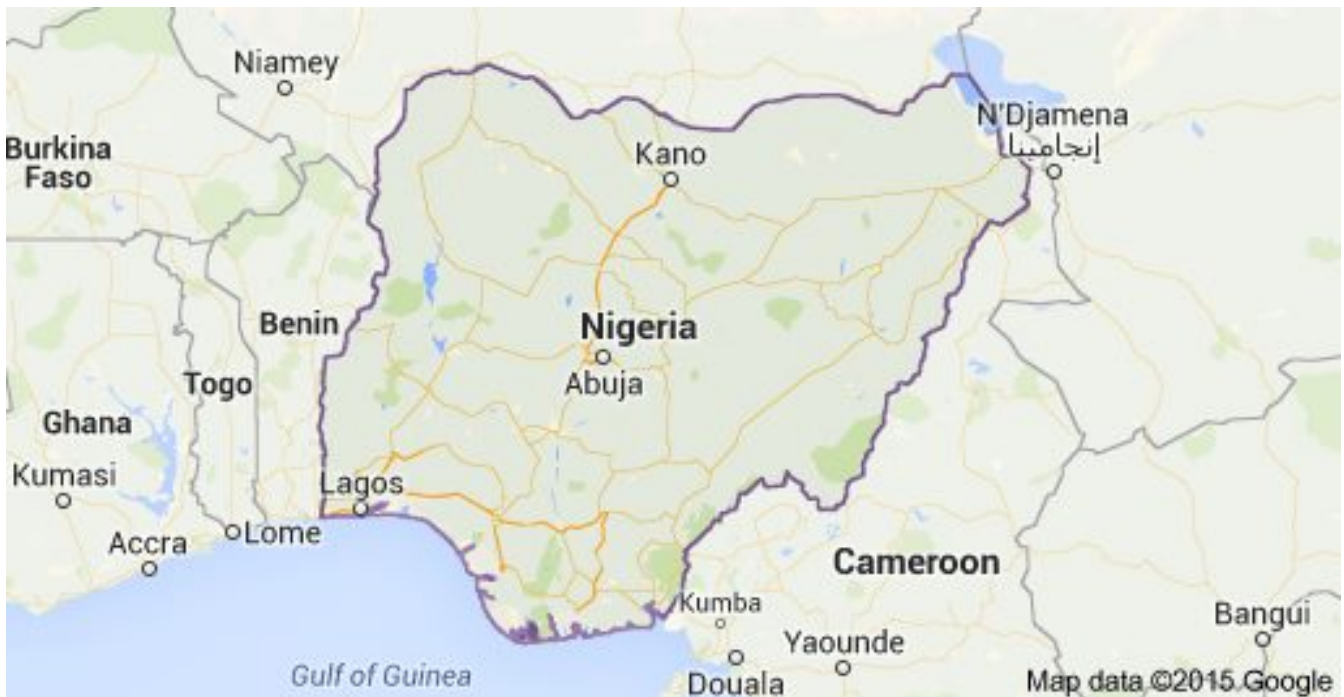 Niamey
N'Djamena
إنجامينا
Burkina
Faso
Kano
Benin
Nigeria
Togo
Abuja
Ghana
Kumasi
Lagos
Accra
Lome
Cameroon
Kumba
Bangui
Yaounde
Gulf of Guinea
Douala
Map data ©2015 Google